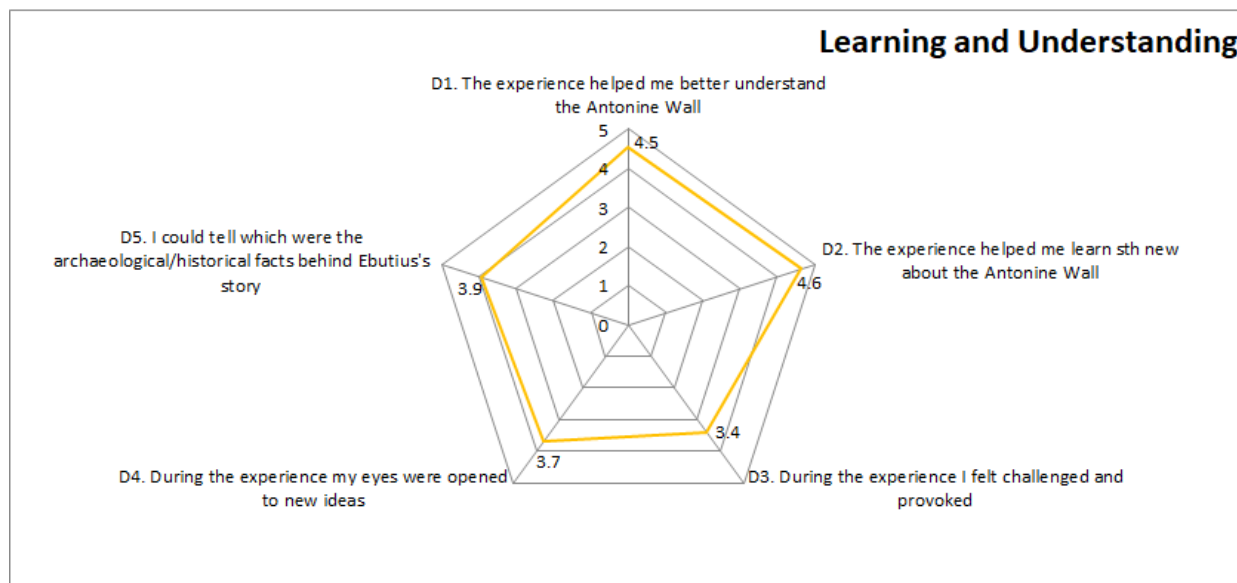 Learning and Understanding
D1. The experience helped me better understand
the Antonine Wall
5
4.5
4
3
2
1
0
D2. The experience helped me learn sth new
about the Antonine Wall
4.6
D5. I could tell which were the
archaeological/historical facts behind Ebutius's
story
3.9
3.4
3.7
D4. During the experience my eyes were opened
to new ideas
D3. During the experience I felt challenged and
provoked